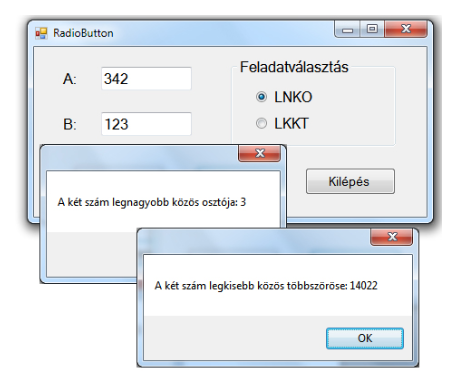 RadioButton
Feladatválasztás
A: 342
LNKO
B: 123
LKKT
Kilépés
A két szám legnagyobb közös osztója: 3
A két szám legkisebb közös többszöröse: 14022
OK